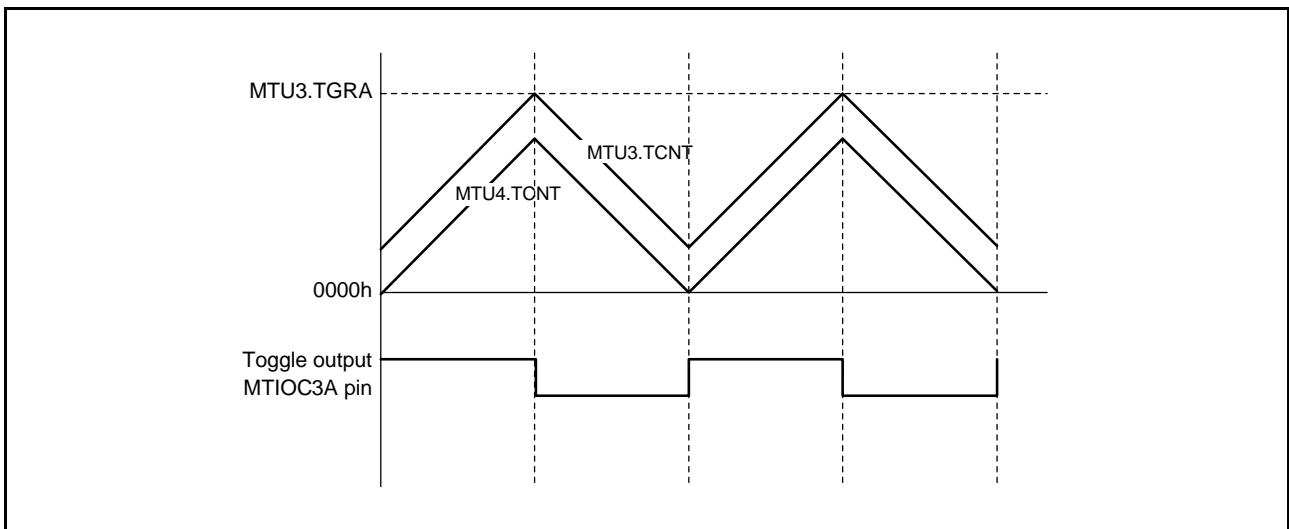 MTU3.TGRA
MTU3.TCNT
MTU4.TCNT
0000h
Toggle output
MTIOC3A pin